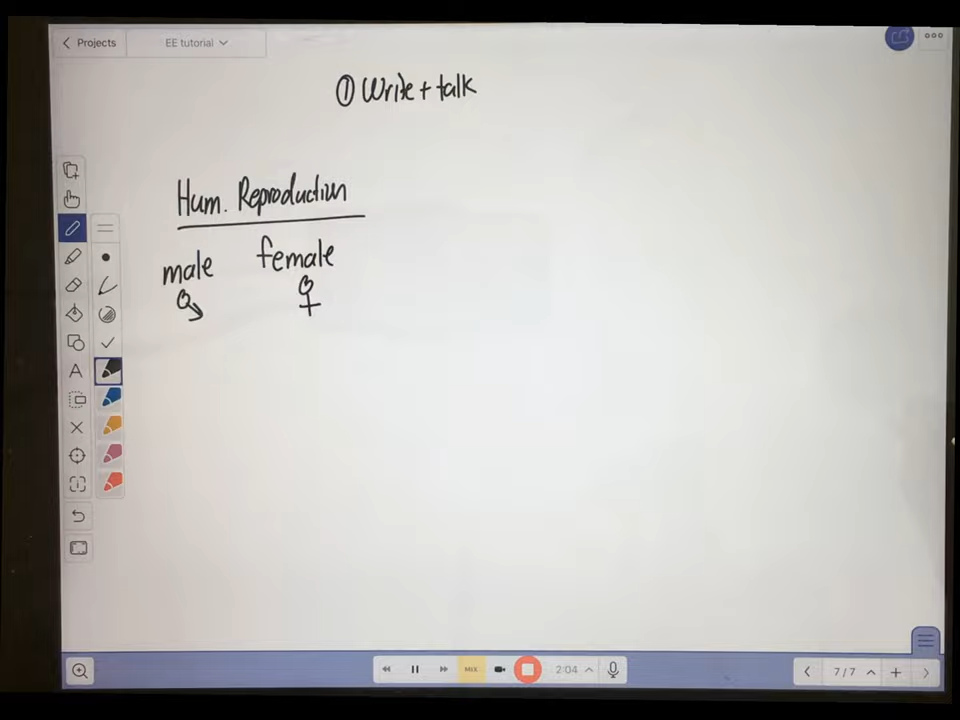 Projects
EE tutorial
① Write + talk
Hum. Reproduction
male female
♂ ♀
A
MIX
2:04
7/7